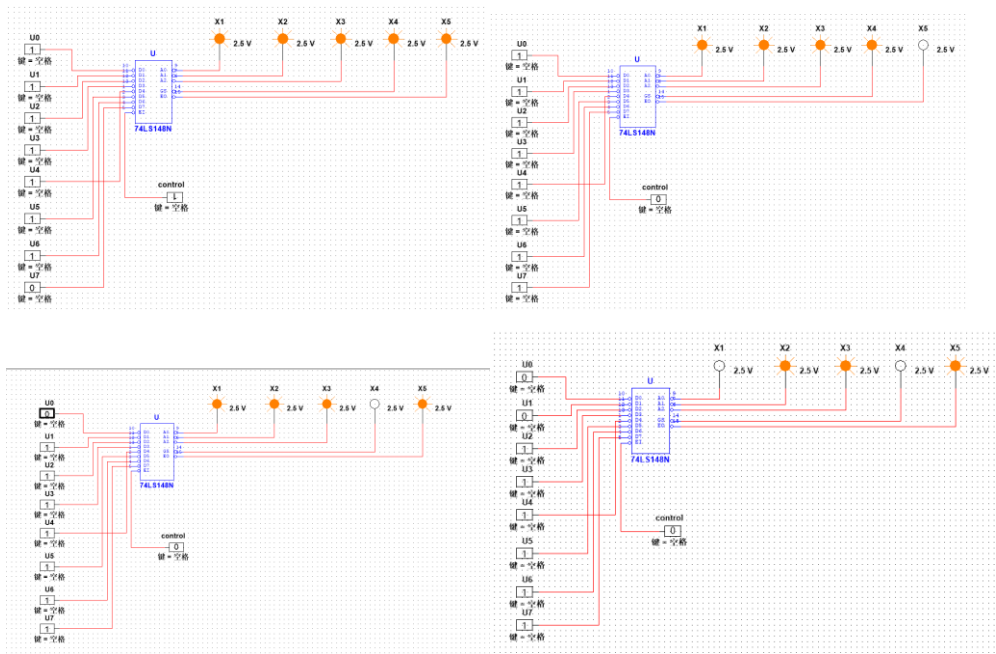 X1 X2 X3 X4 X5
2.5 V 2.5 V 2.5 V 2.5 V 2.5 V
U0
1
键 = 空格
U1
1
键 = 空格
U2
1
键 = 空格
U3
1
键 = 空格
U4
1
键 = 空格
U5
1
键 = 空格
U6
1
键 = 空格
U7
0
键 = 空格
U
74LS148N
control
1
键 = 空格
X1 X2 X3 X4 X5
2.5 V 2.5 V 2.5 V 2.5 V 2.5 V
U0
1
键 = 空格
U1
1
键 = 空格
U2
1
键 = 空格
U3
1
键 = 空格
U4
1
键 = 空格
U5
1
键 = 空格
U6
1
键 = 空格
U7
1
键 = 空格
U
74LS148N
control
0
键 = 空格
X1 X2 X3 X4 X5
2.5 V 2.5 V 2.5 V 2.5 V 2.5 V
U0
0
键 = 空格
U1
1
键 = 空格
U2
1
键 = 空格
U3
1
键 = 空格
U4
1
键 = 空格
U5
1
键 = 空格
U6
1
键 = 空格
U7
1
键 = 空格
U
74LS148N
control
0
键 = 空格
X1 X2 X3 X4 X5
2.5 V 2.5 V 2.5 V 2.5 V 2.5 V
U0
0
键 = 空格
U1
0
键 = 空格
U2
1
键 = 空格
U3
1
键 = 空格
U4
1
键 = 空格
U5
1
键 = 空格
U6
1
键 = 空格
U7
1
键 = 空格
U
74LS148N
control
0
键 = 空格